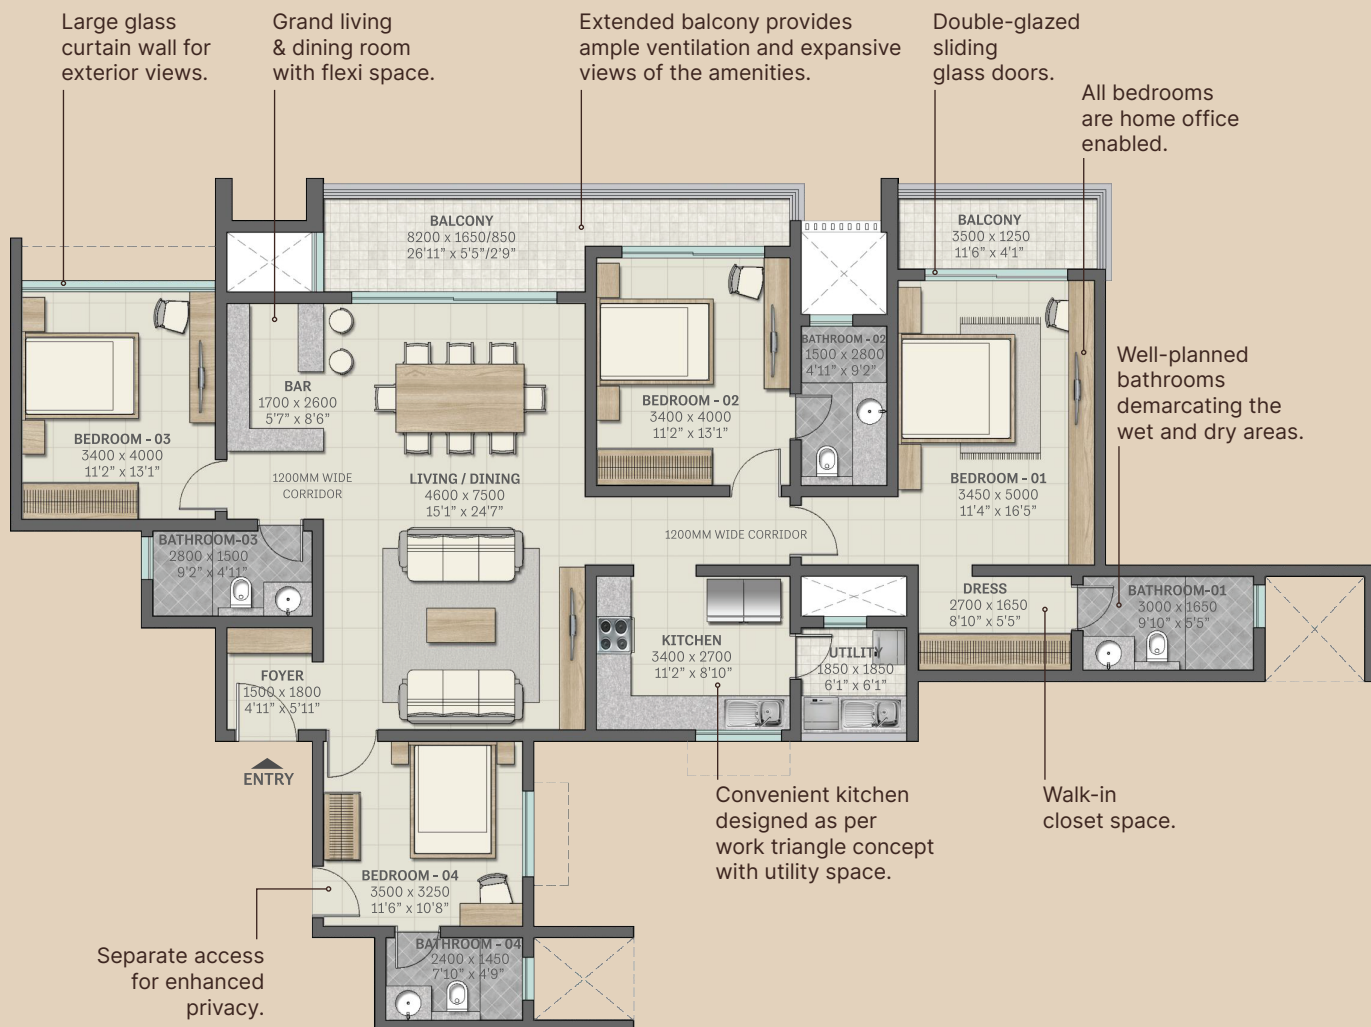 Large glass
curtain wall for
exterior views.
Grand living
& dining room
with flexi space.
Extended balcony provides
ample ventilation and expansive
views of the amenities.
Double-glazed
sliding
glass doors.
All bedrooms
are home office
enabled.
BALCONY
8200 x 1650/850
26'11" x 5'5"/2'9"
BALCONY
3500 x 1250
11'6" x 4'1"
BATHROOM-02
1500 x 2800
4'11" x 9'2"
Well-planned
bathrooms
demarcating the
wet and dry areas.
BAR
1700 x 2600
5'7" x 8'6"
BEDROOM - 02
3400 x 4000
11'2" x 13'1"
BEDROOM - 03
3400 x 4000
11'2" x 13'1"
1200MM WIDE
CORRIDOR
LIVING / DINING
4600 x 7500
15'1" x 24'7"
BEDROOM - 01
3450 x 5000
11'4" x 16'5"
1200MM WIDE CORRIDOR
BATHROOM-03
2800 x 1500
9'2" x 4'11"
DRESS
2700 x 1650
8'10" x 5'5"
BATHROOM-01
3000 x 1650
9'10" x 5'5"
KITCHEN
3400 x 2700
11'2" x 8'10"
UTILITY
1850 x 1850
6'1" x 6'1"
FOYER
1500 x 1800
4'11" x 5'11"
ENTRY
Convenient kitchen
designed as per
work triangle concept
with utility space.
Walk-in
closet space.
BEDROOM - 04
3500 x 3250
11'6" x 10'8"
Separate access
for enhanced
privacy.
BATHROOM - 04
2400 x 1450
7'10" x 4'9"